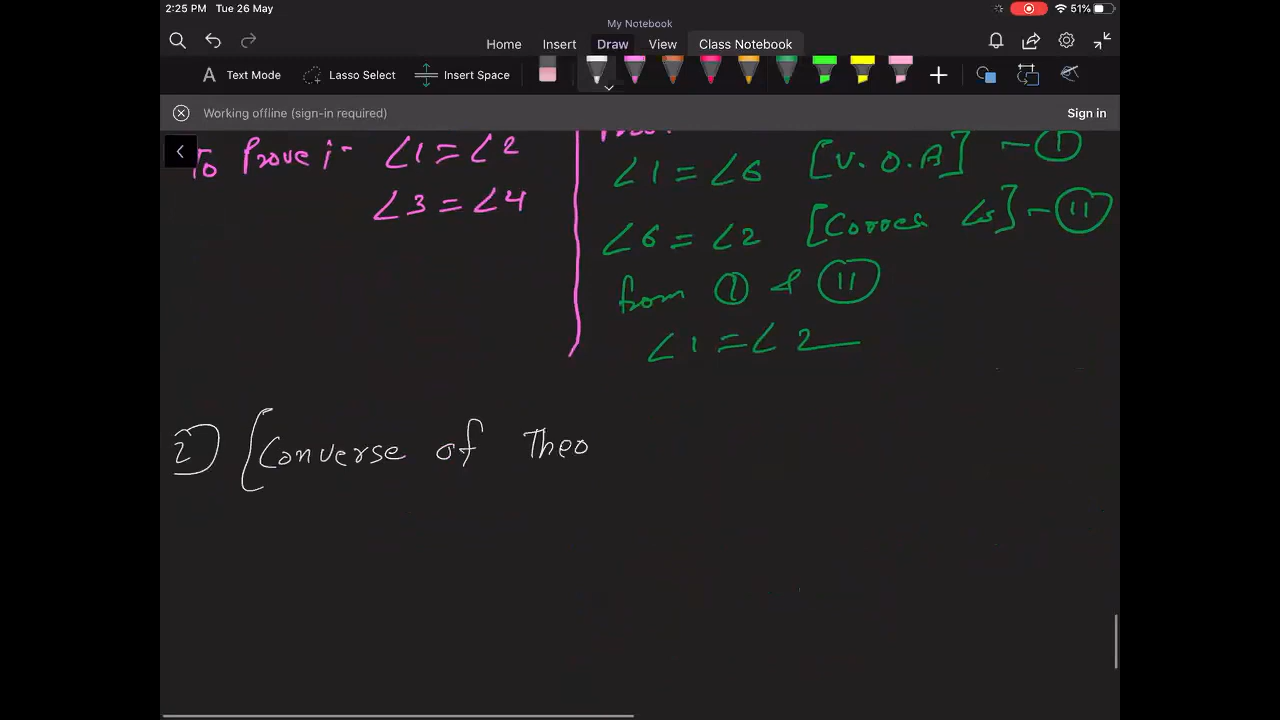 2:25 PM Tue 26 May
51%
My Notebook
Home Insert Draw View Class Notebook
A Text Mode Lasso Select Insert Space
Working offline (sign-in required) Sign in
To Prove :- ∠1 = ∠2
∠3 = ∠4
∠1 = ∠6 [V. O. A] - I
∠6 = ∠2 [Corres ∠s] - II
from I & II
∠1 = ∠2
2) [Converse of Theo